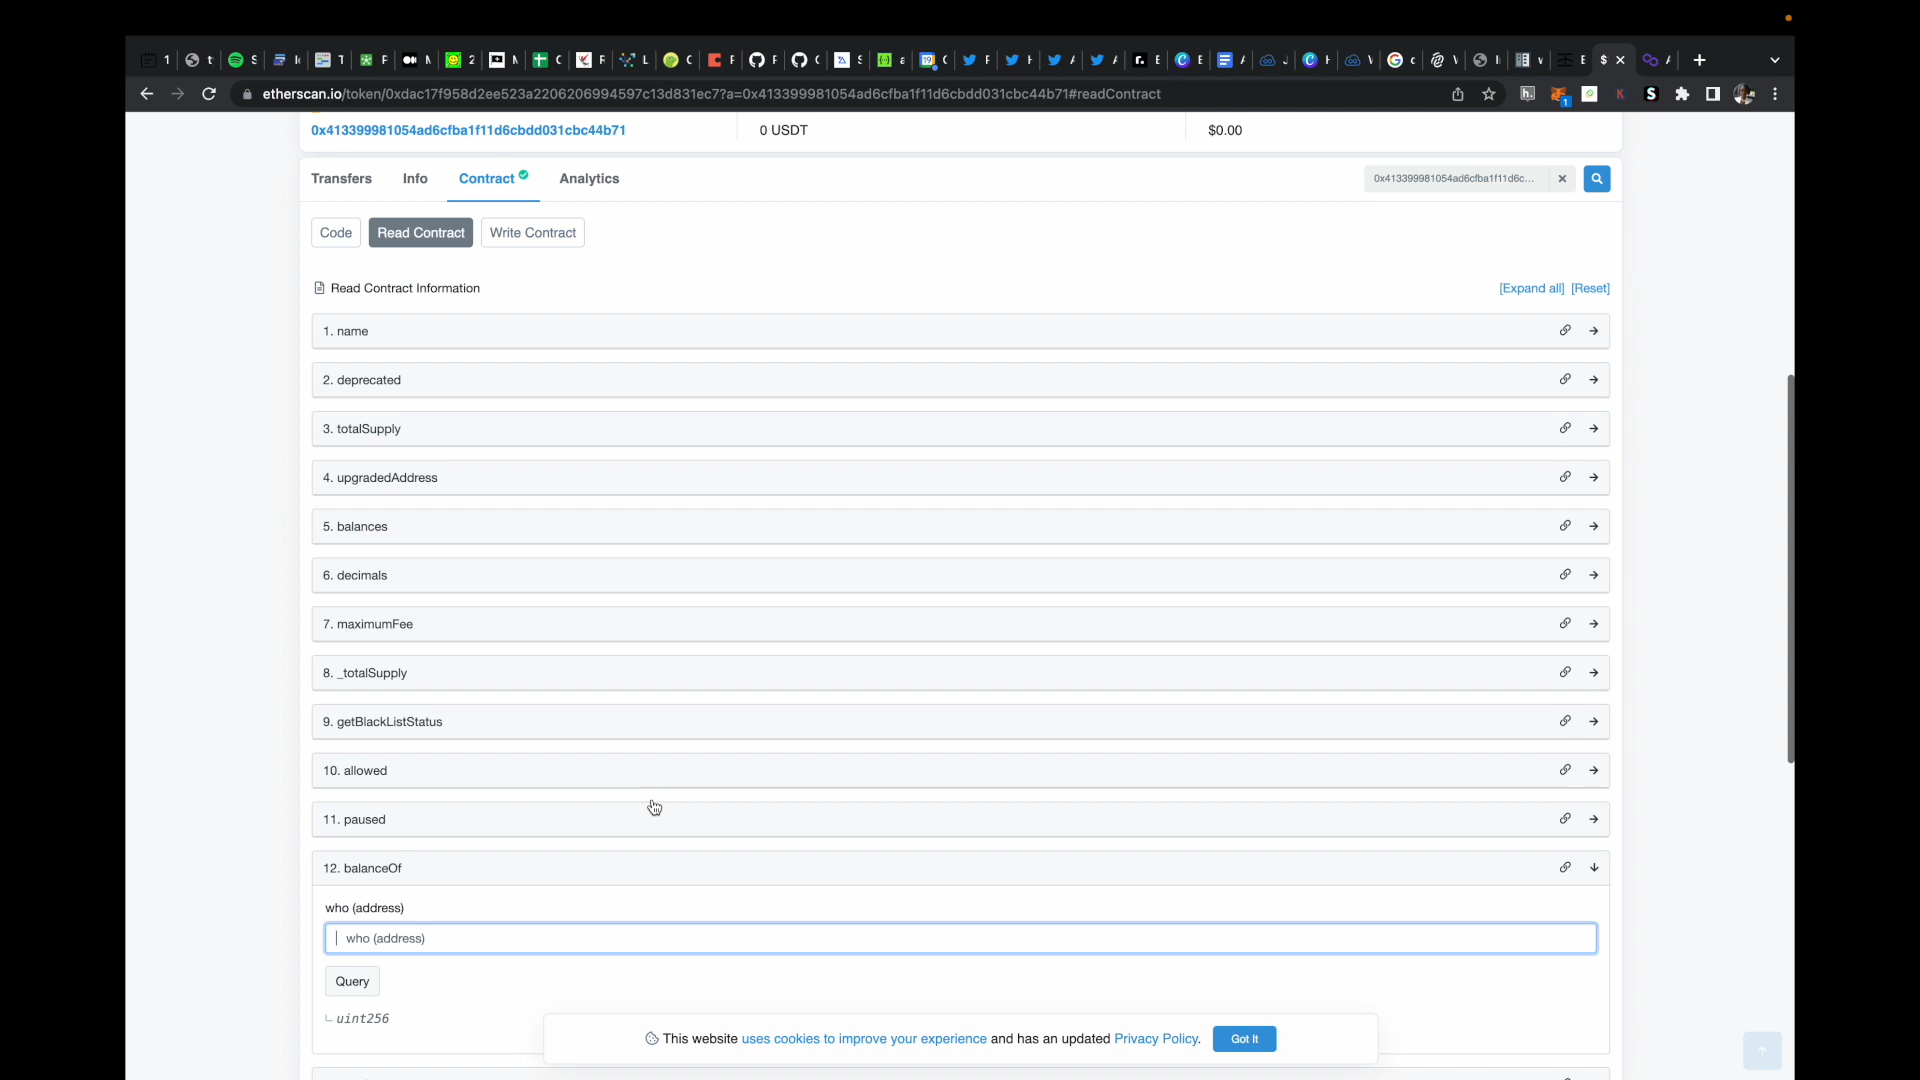 etherscan.io/token/0xdac17f958d2ee523a2206206994597c13d831ec7?a=0x413399981054ad6cfba1f11d6cbdd031cbc44b71#readContract
0x413399981054ad6cfba1f11d6cbdd031cbc44b71 0 USDT $0.00
Transfers Info Contract Analytics 0x413399981054ad6cfba1f11d6c...
Code Read Contract Write Contract
Read Contract Information [Expand all] [Reset]
1. name
2. deprecated
3. totalSupply
4. upgradedAddress
5. balances
6. decimals
7. maximumFee
8. _totalSupply
9. getBlackListStatus
10. allowed
11. paused
12. balanceOf
who (address)
who (address)
Query
uint256
This website uses cookies to improve your experience and has an updated Privacy Policy. Got It